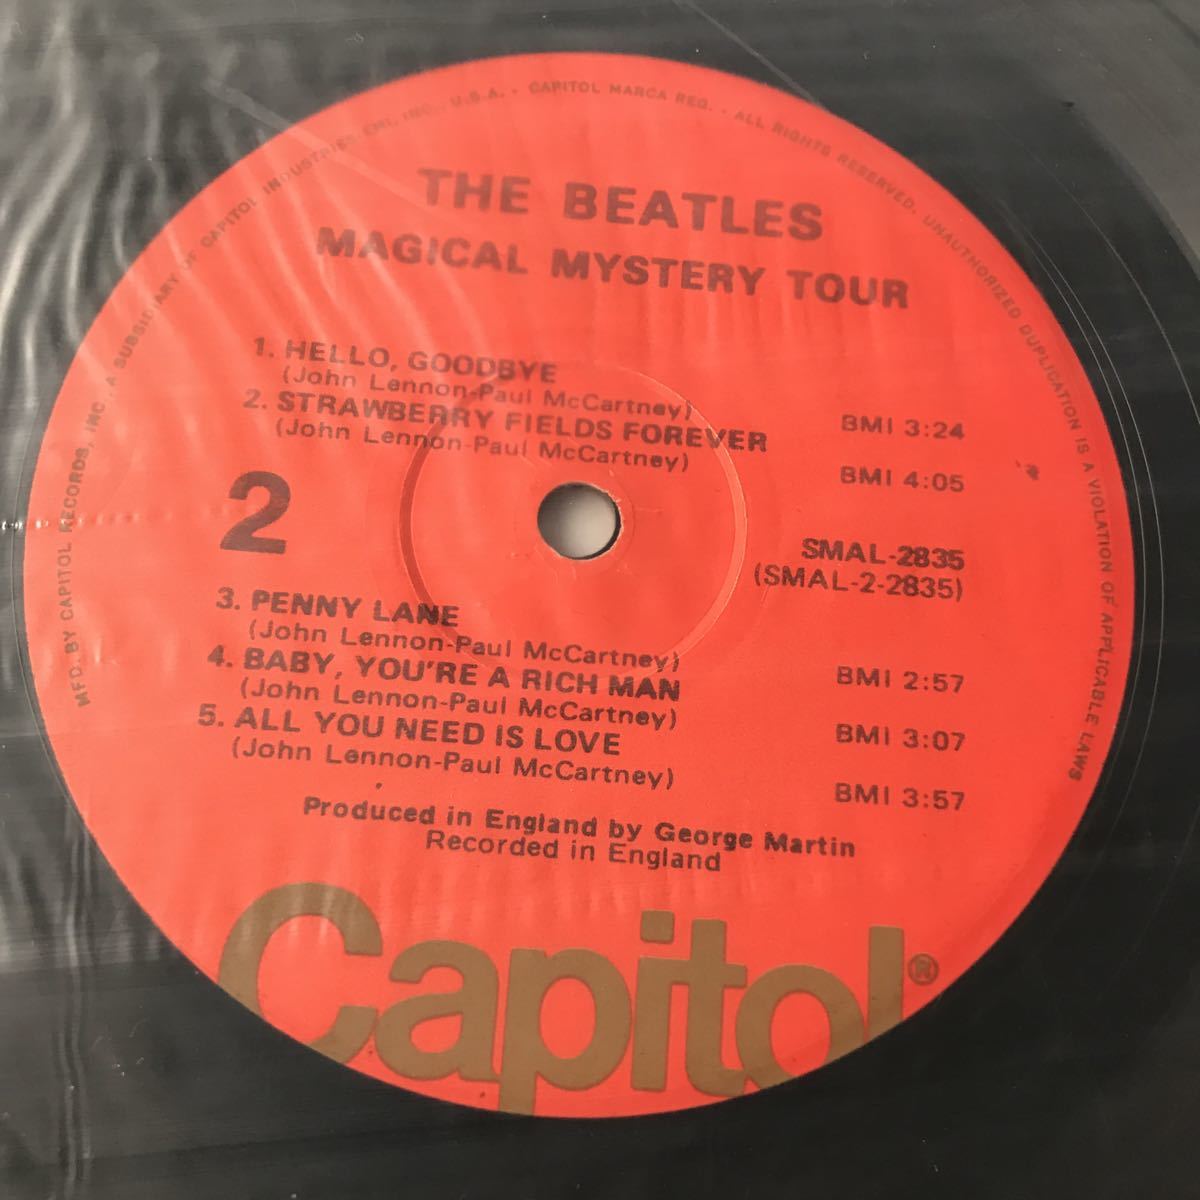 MFD. BY CAPITOL RECORDS, INC. A SUBSIDIARY OF CAPITOL INDUSTRIES-EMI, INC., U.S.A. • CAPITOL MARCA REG. • ALL RIGHTS RESERVED. UNAUTHORIZED DUPLICATION IS A VIOLATION OF APPLICABLE LAWS
THE BEATLES
MAGICAL MYSTERY TOUR
1. HELLO, GOODBYE
(John Lennon-Paul McCartney) BMI 3:24
2. STRAWBERRY FIELDS FOREVER
(John Lennon-Paul McCartney) BMI 4:05
2
SMAL-2835
(SMAL-2-2835)
3. PENNY LANE
(John Lennon-Paul McCartney) BMI 2:57
4. BABY, YOU'RE A RICH MAN
(John Lennon-Paul McCartney) BMI 3:07
5. ALL YOU NEED IS LOVE
(John Lennon-Paul McCartney) BMI 3:57
Produced in England by George Martin
Recorded in England
Capitol®